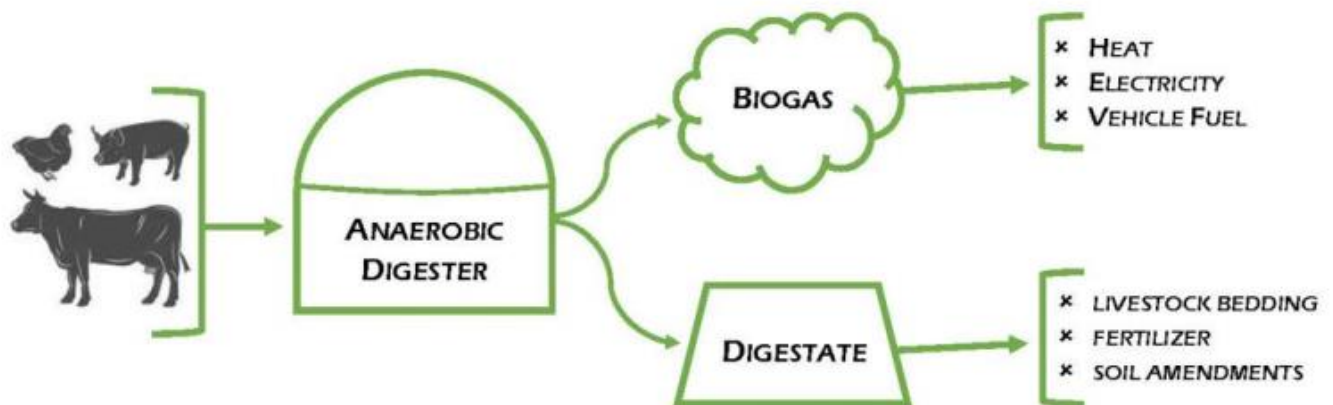 ANAEROBIC
DIGESTER
BIOGAS
× HEAT
× ELECTRICITY
× VEHICLE FUEL
DIGESTATE
× LIVESTOCK BEDDING
× FERTILIZER
× SOIL AMENDMENTS